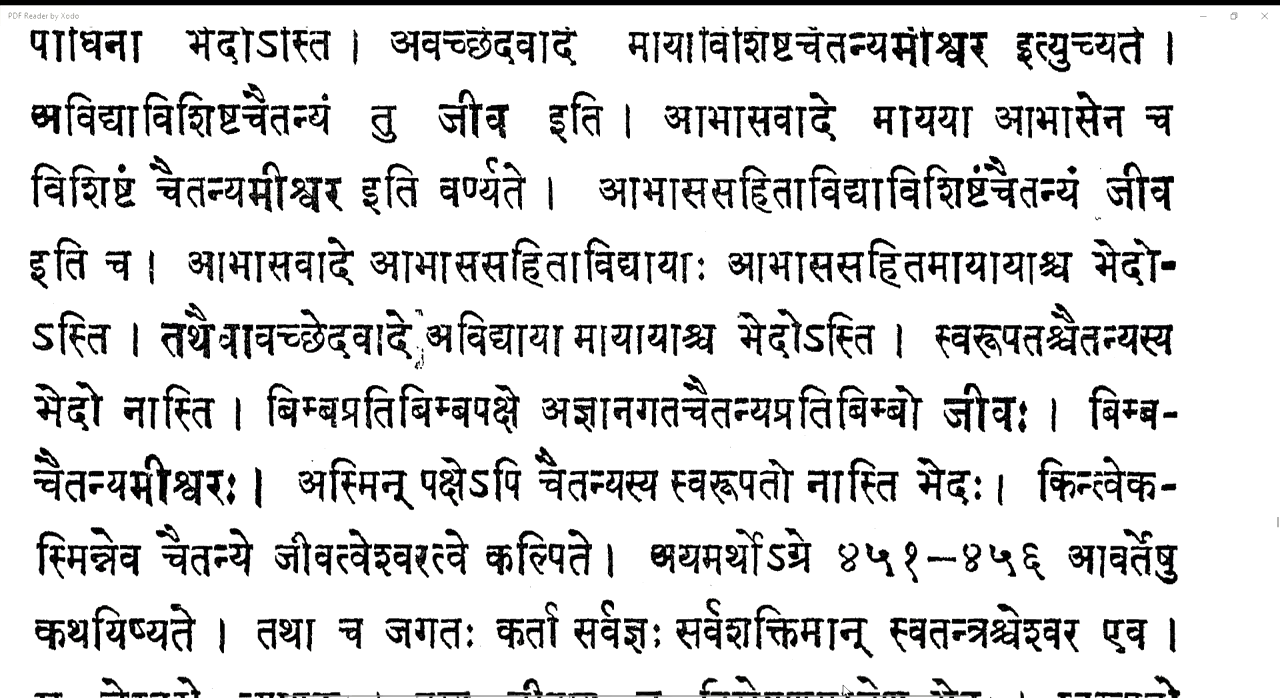 PDF Reader by Xodo
पाधिना भेदोऽस्ति । अवच्छेदवादे मायाविशिष्टचैतन्यमीश्वर इत्युच्यते ।
अविद्याविशिष्टचैतन्यं तु जीव इति । आभासवादे मायया आभासेन च
विशिष्टं चैतन्यमीश्वर इति वर्ण्यते । आभाससहिताविद्याविशिष्टंचैतन्यं जीव
इति च । आभासवादे आभाससहिताविद्यायाः आभाससहितमायायाश्च भेदो-
ऽस्ति । तथैवावच्छेदवादे अविद्याया मायायाश्च भेदोऽस्ति । स्वरूपतश्चैतन्यस्य
भेदो नास्ति । बिम्बप्रतिबिम्बपक्षे अज्ञानगतचैतन्यप्रतिबिम्बो जीवः । बिम्ब-
चैतन्यमीश्वरः । अस्मिन् पक्षेऽपि चैतन्यस्य स्वरूपतो नास्ति भेदः । किन्त्वेक-
स्मिन्नेव चैतन्ये जीवत्वेश्वरत्वे कल्पिते । अयमर्थोऽग्रे ४५१—४५६ आवर्तेषु
कथयिष्यते । तथा च जगतः कर्ता सर्वज्ञः सर्वशक्तिमान् स्वतन्त्रश्चेश्वर एव ।